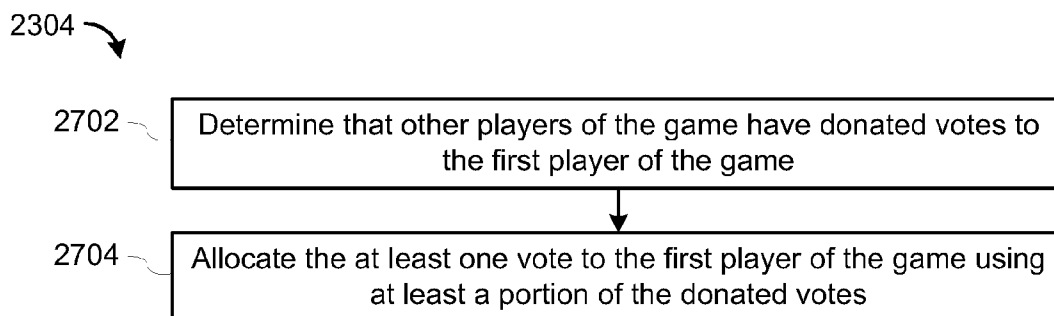 2304
2702
Determine that other players of the game have donated votes to
the first player of the game
2704
Allocate the at least one vote to the first player of the game using
at least a portion of the donated votes